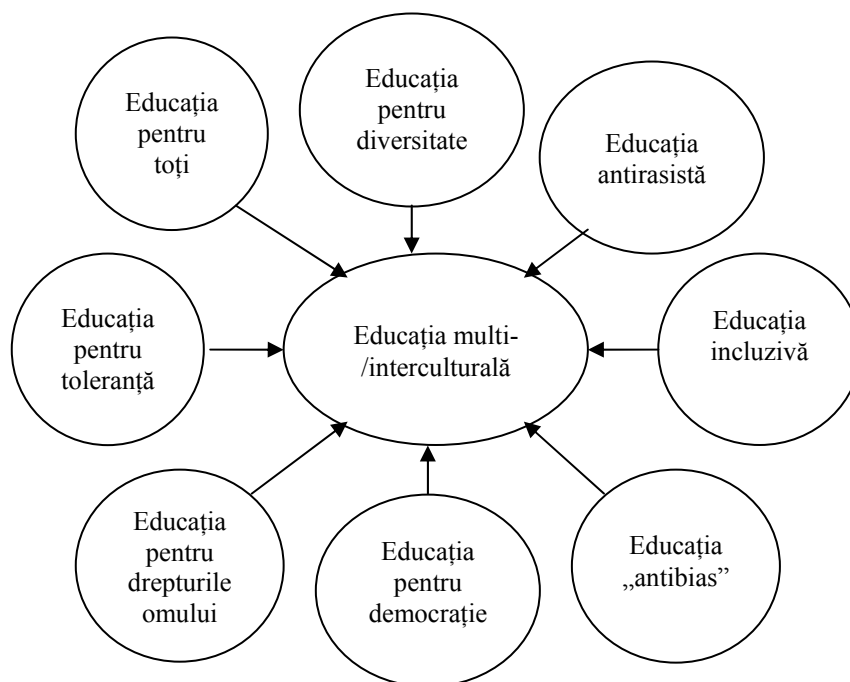 Educația
pentru
toți
Educația
pentru
diversitate
Educația
antirasistă
Educația
pentru
toleranță
Educația multi-
/interculturală
Educația
incluzivă
Educația
pentru
drepturile
omului
Educația
pentru
democrație
Educația
„antibias”